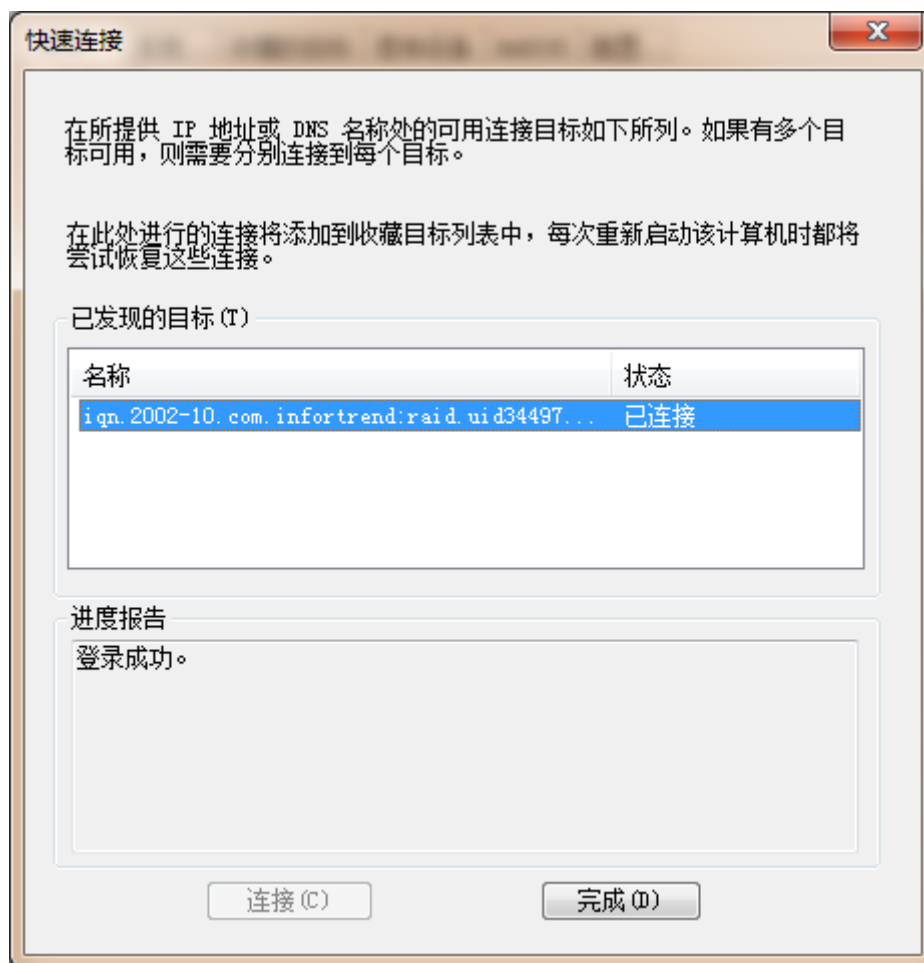 快速连接
在所提供 IP 地址或 DNS 名称处的可用连接目标如下所列。如果有多个目
标可用，则需要分别连接到每个目标。
在此处进行的连接将添加到收藏目标列表中，每次重新启动该计算机时都将
尝试恢复这些连接。
已发现的目标(T)
名称 状态
iqn.2002-10.com.infortrend:raid.uid34497... 已连接
进度报告
登录成功。
连接(C) 完成(D)